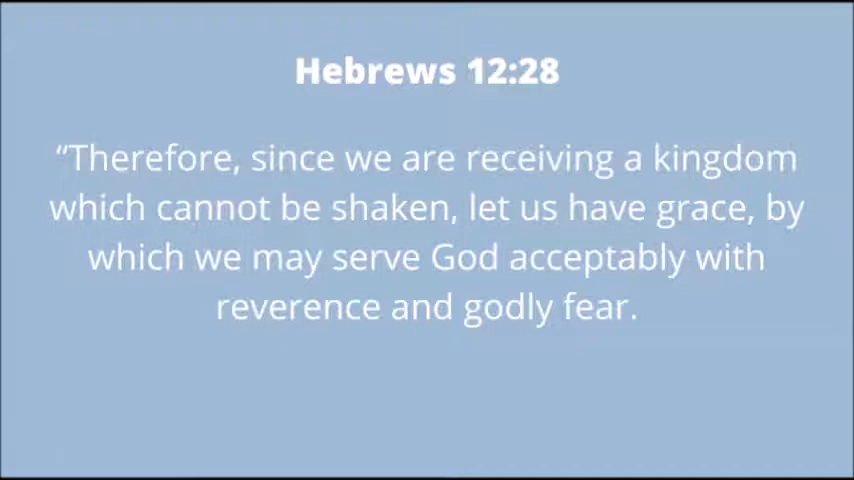 Hebrews 12:28
“Therefore, since we are receiving a kingdom
which cannot be shaken, let us have grace, by
which we may serve God acceptably with
reverence and godly fear.